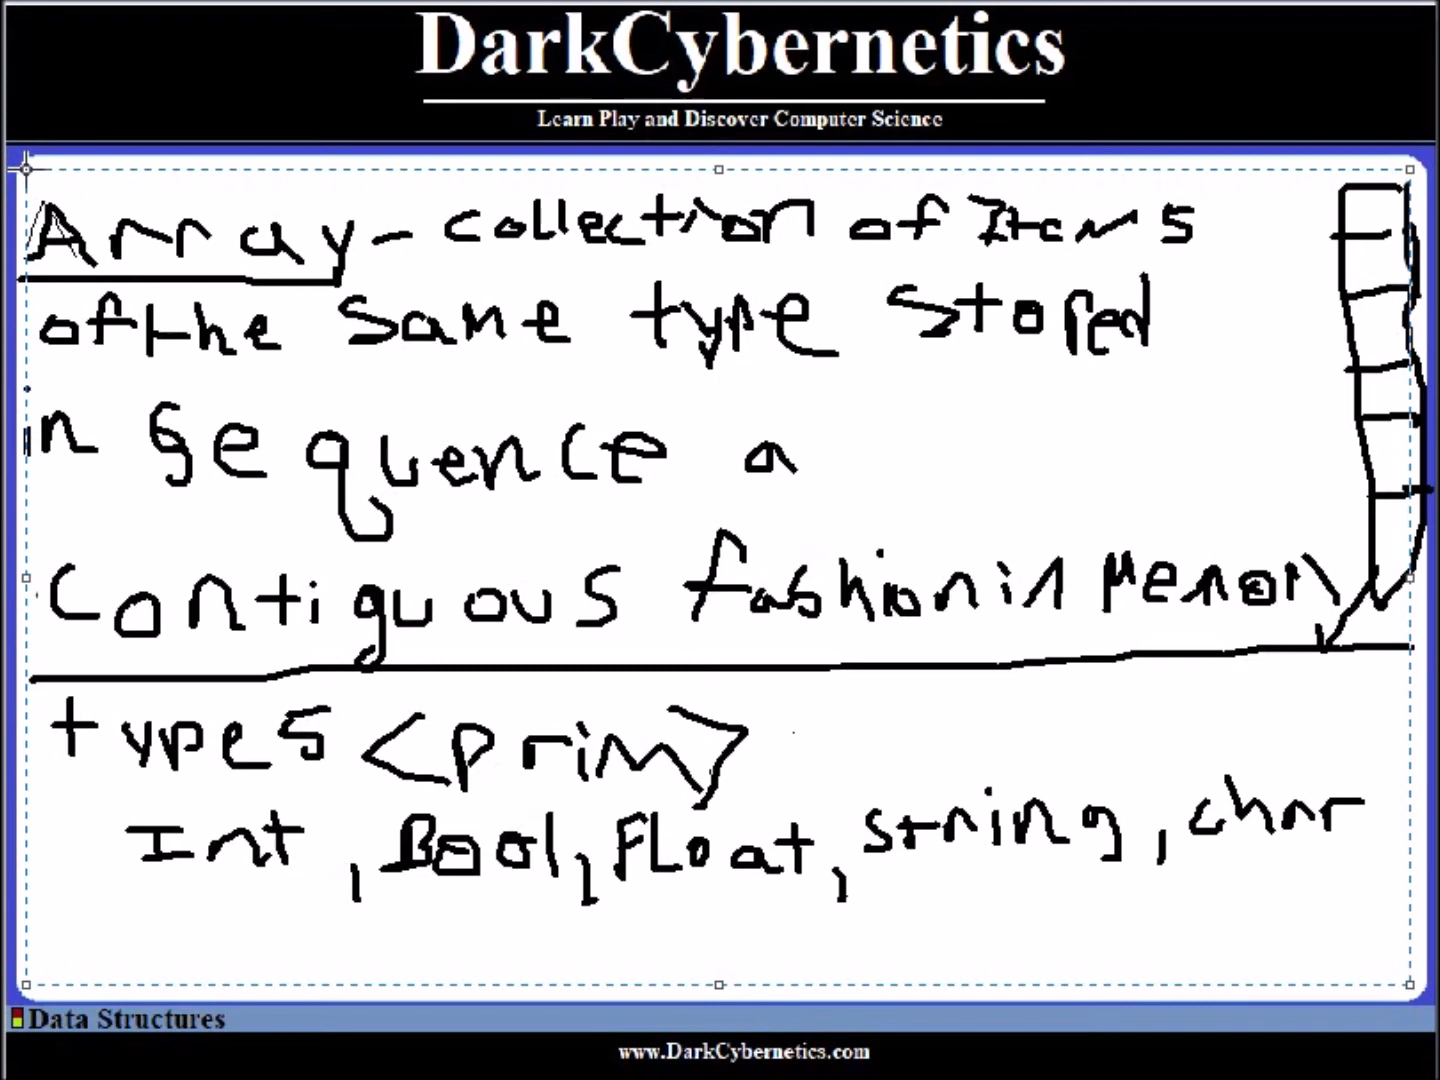 DarkCybernetics
Learn Play and Discover Computer Science
Array - collection of Items
of the same type stored
in sequence a
contiguous fashion in Memory
types <prim>
Int, Bool, Float, string, char
Data Structures
www.DarkCybernetics.com